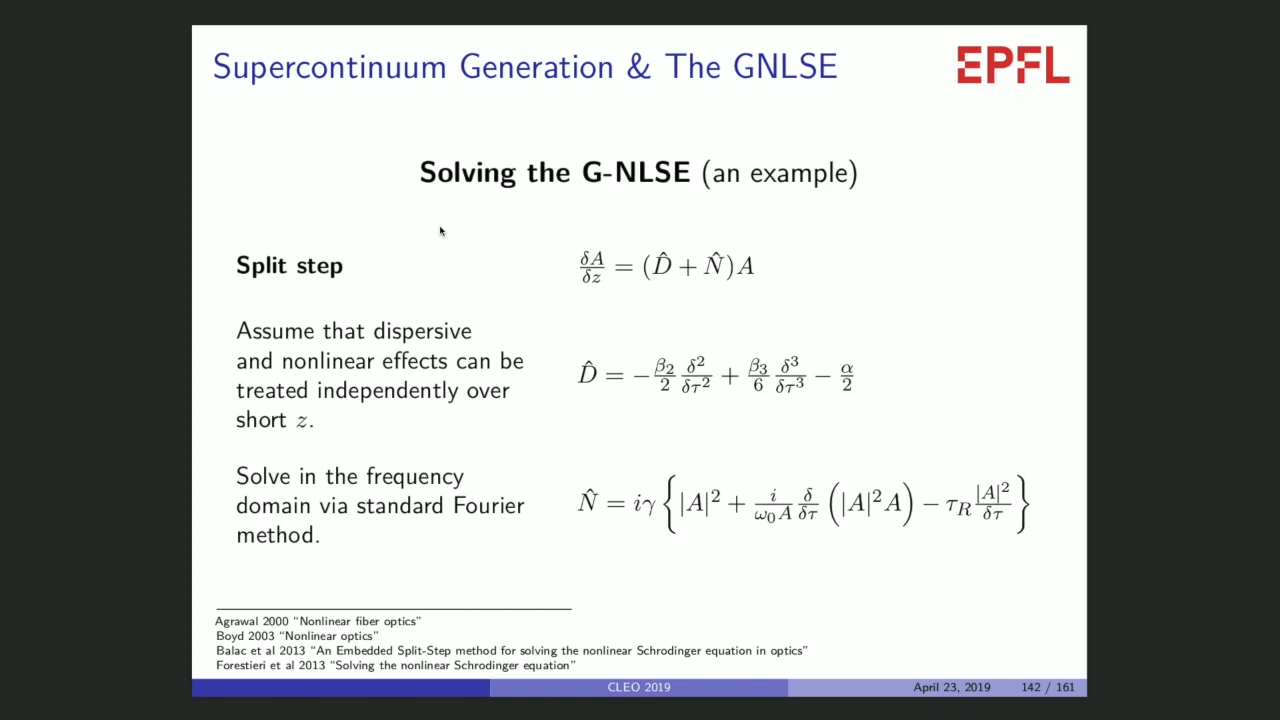 Supercontinuum Generation & The GNLSE
EPFL
Solving the G-NLSE (an example)
Split step
δA/δz = (D̂ + N̂)A
Assume that dispersive
and nonlinear effects can be
treated independently over
short z.
D̂ = −β₂/2 δ²/δτ² + β₃/6 δ³/δτ³ − α/2
Solve in the frequency
domain via standard Fourier
method.
N̂ = iγ{|A|² + i/ω₀A δ/δτ (|A|²A) − τ_R |A|²/δτ}
Agrawal 2000 “Nonlinear fiber optics”
Boyd 2003 “Nonlinear optics”
Balac et al 2013 “An Embedded Split-Step method for solving the nonlinear Schrodinger equation in optics”
Forestieri et al 2013 “Solving the nonlinear Schrodinger equation”
CLEO 2019
April 23, 2019
142 / 161